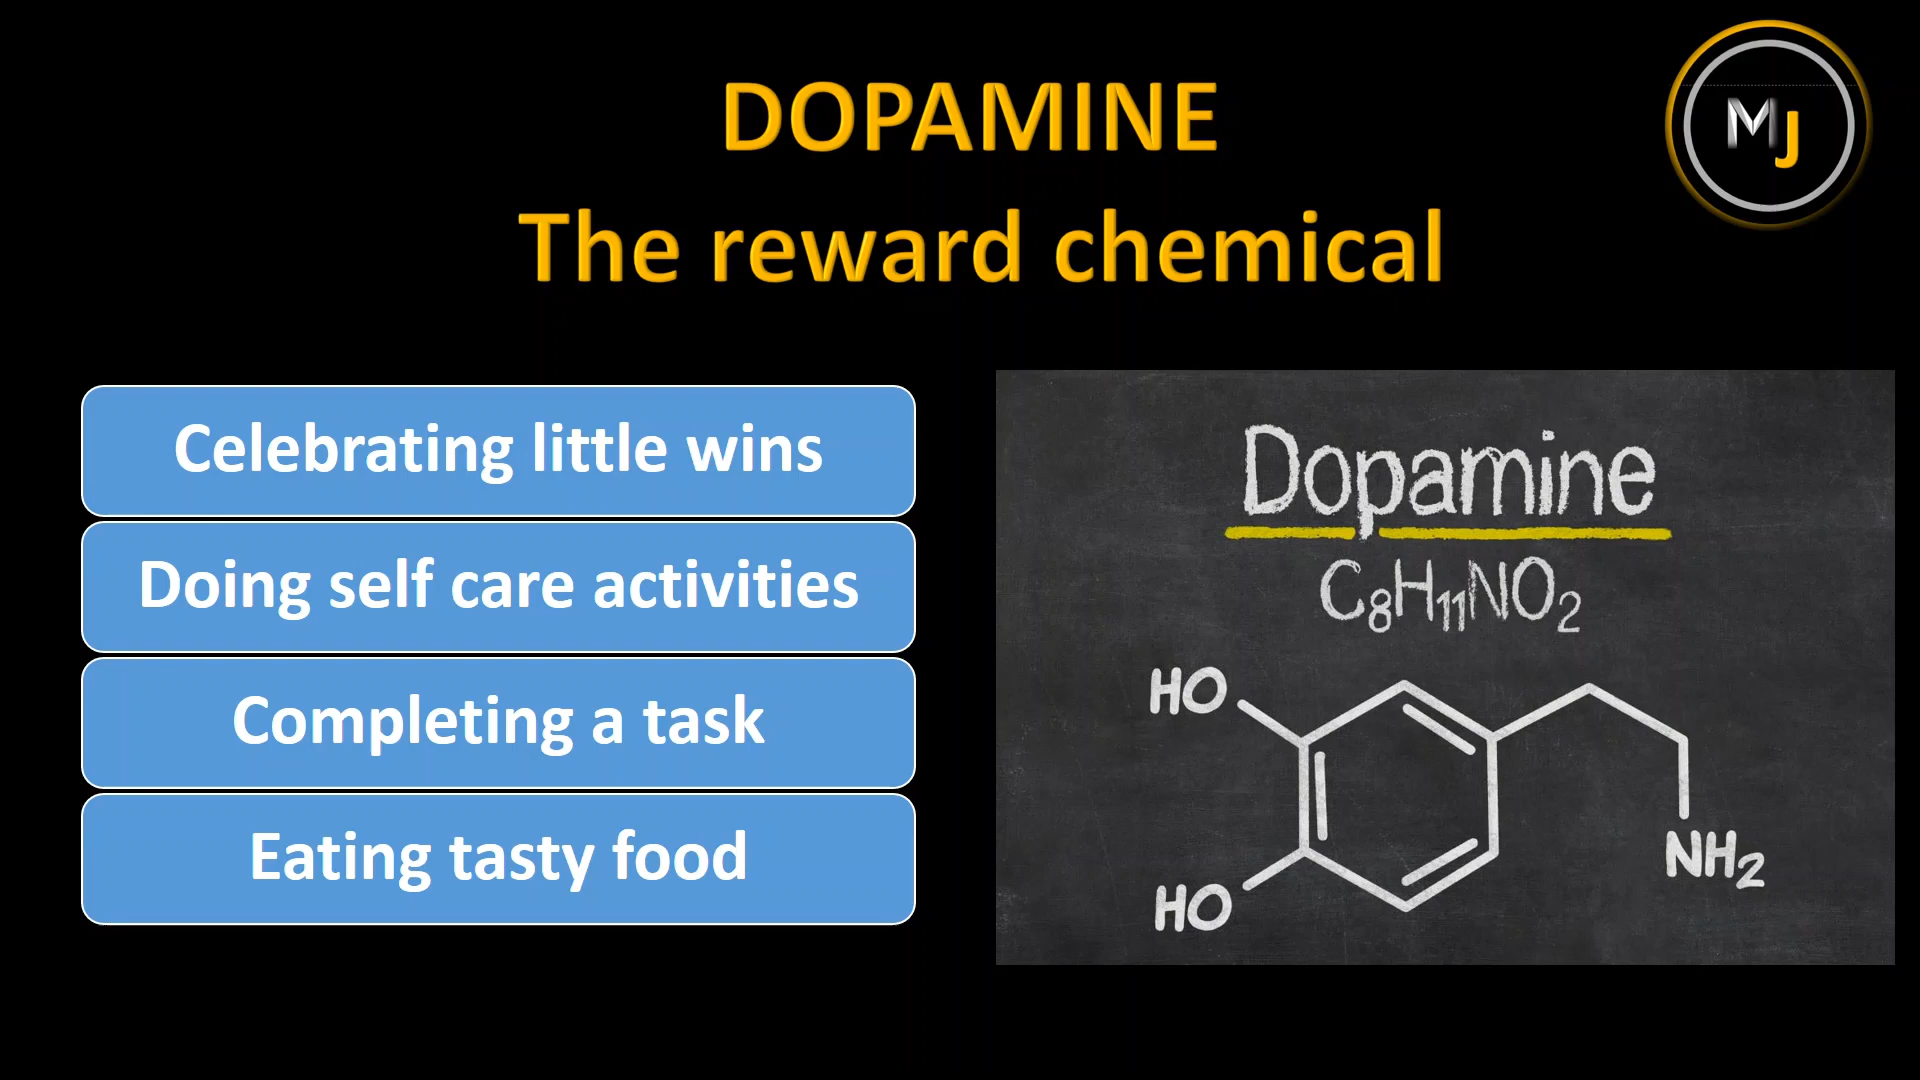 DOPAMINE
The reward chemical
MJ
Celebrating little wins
Doing self care activities
Completing a task
Eating tasty food
Dopamine
C₈H₁₁NO₂
HO
HO
NH₂